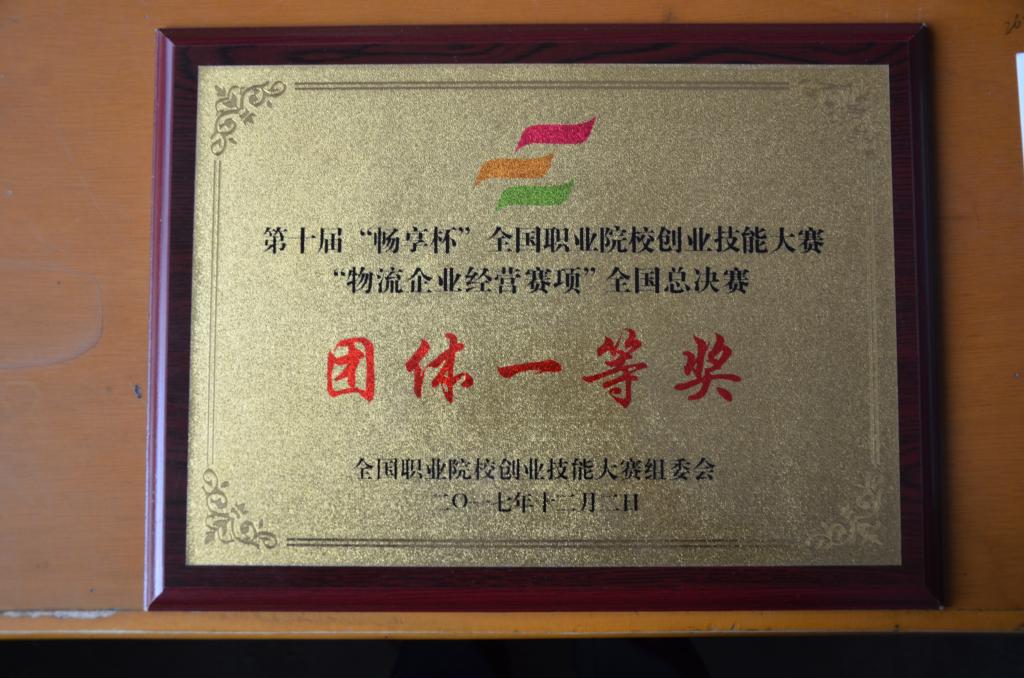 第十届“畅享杯”全国职业院校创业技能大赛
“物流企业经营赛项”全国总决赛
团体一等奖
全国职业院校创业技能大赛组委会
二〇一七年十二月二日